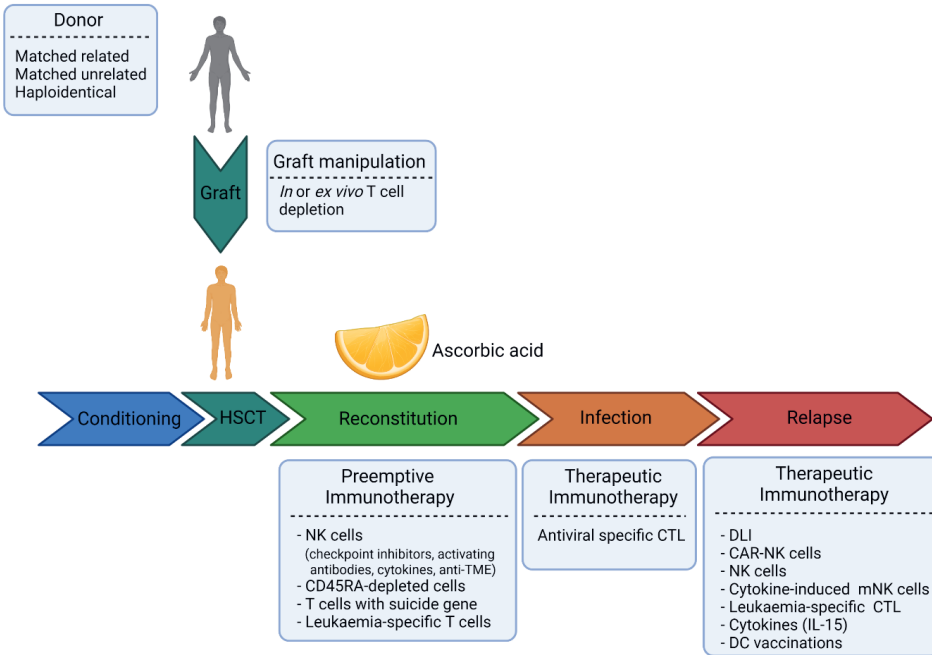 Donor
Matched related
Matched unrelated
Haploidentical
Graft
Graft manipulation
In or ex vivo T cell
depletion
Ascorbic acid
Conditioning
HSCT
Reconstitution
Infection
Relapse
Preemptive
Immunotherapy
- NK cells
(checkpoint inhibitors, activating
antibodies, cytokines, anti-TME)
- CD45RA-depleted cells
- T cells with suicide gene
- Leukaemia-specific T cells
Therapeutic
Immunotherapy
Antiviral specific CTL
Therapeutic
Immunotherapy
- DLI
- CAR-NK cells
- NK cells
- Cytokine-induced mNK cells
- Leukaemia-specific CTL
- Cytokines (IL-15)
- DC vaccinations